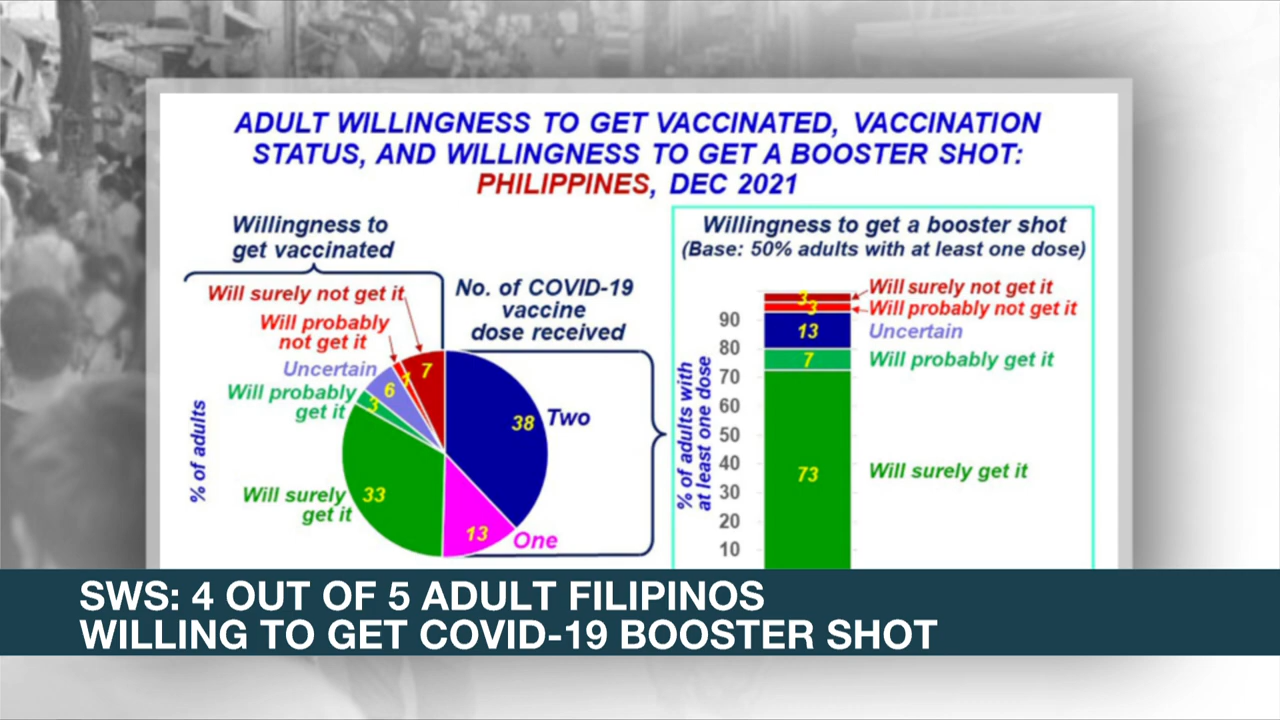 ADULT WILLINGNESS TO GET VACCINATED, VACCINATION
STATUS, AND WILLINGNESS TO GET A BOOSTER SHOT:
PHILIPPINES, DEC 2021
Willingness to
get vaccinated
No. of COVID-19
vaccine
dose received
Will surely not get it
Will probably
not get it
Uncertain
Will probably
get it
Will surely
get it
% of adults
7
6
3
33
38
Two
13
One
Willingness to get a booster shot
(Base: 50% adults with at least one dose)
% of adults with
at least one dose
90
80
70
60
50
40
30
20
10
3
3
13
7
73
Will surely not get it
Will probably not get it
Uncertain
Will probably get it
Will surely get it
SWS: 4 OUT OF 5 ADULT FILIPINOS
WILLING TO GET COVID-19 BOOSTER SHOT